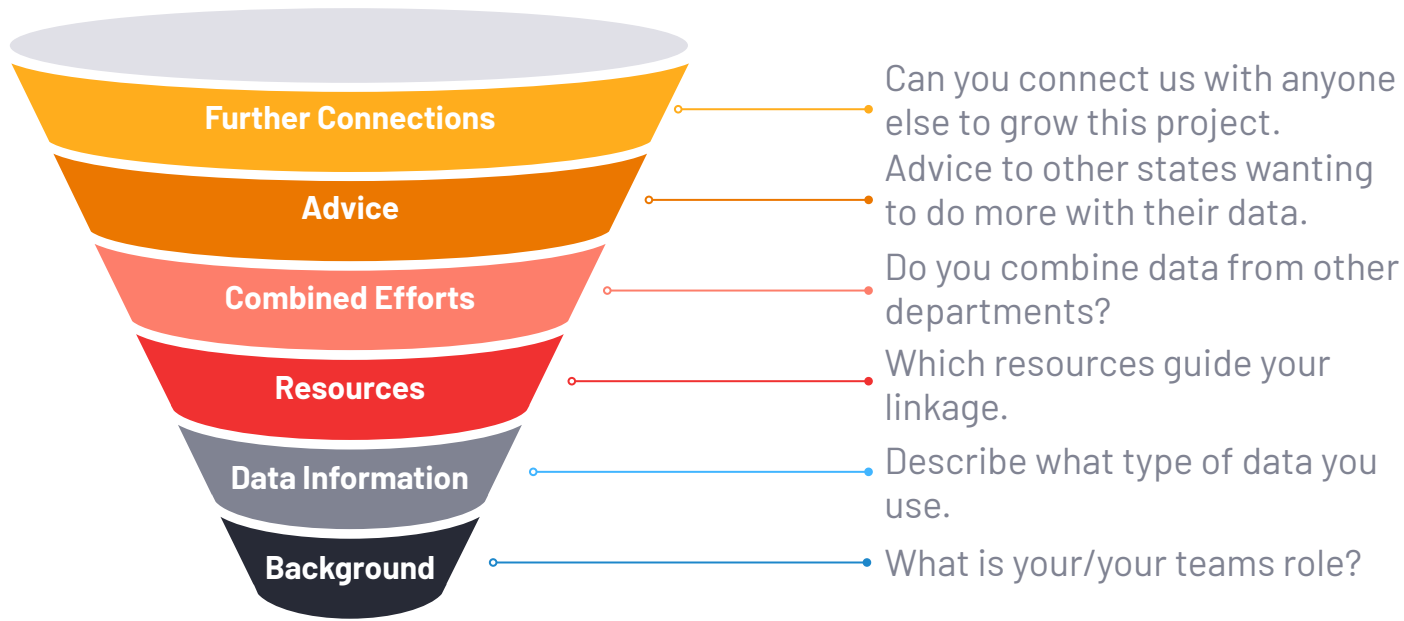 Further Connections
Can you connect us with anyone
else to grow this project.
Advice
Advice to other states wanting
to do more with their data.
Combined Efforts
Do you combine data from other
departments?
Resources
Which resources guide your
linkage.
Data Information
Describe what type of data you
use.
Background
What is your/your teams role?